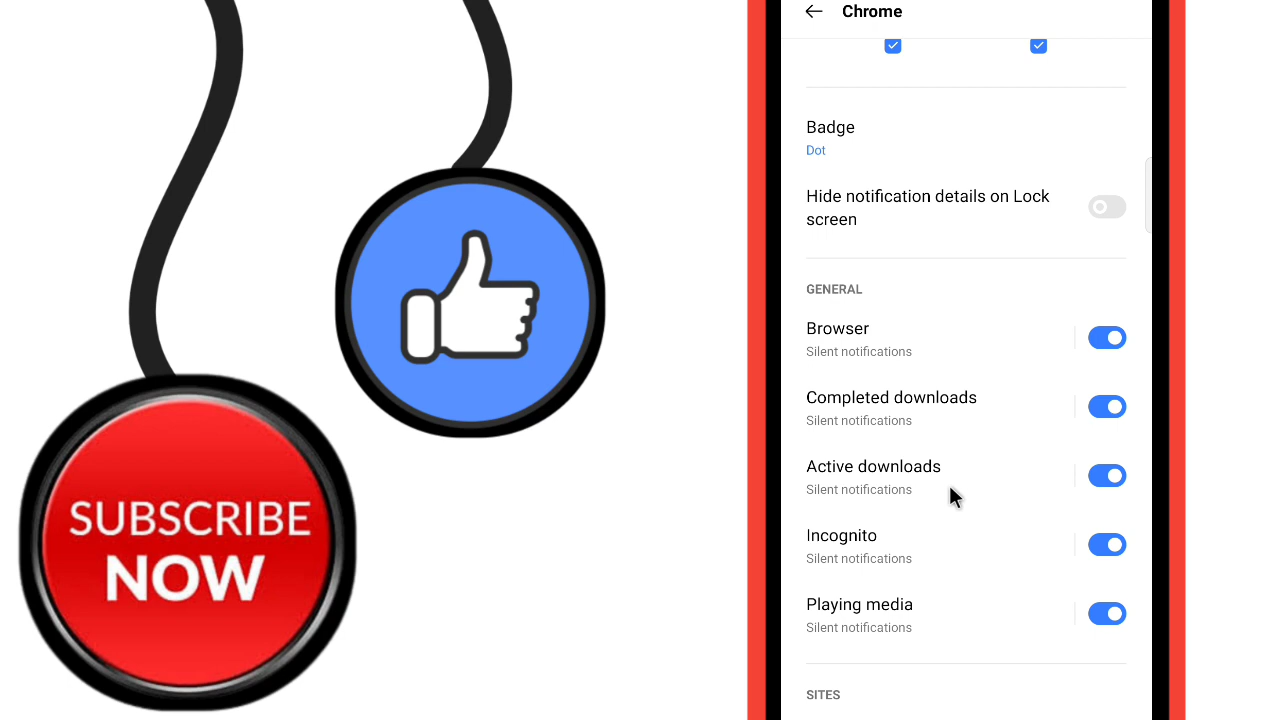 SUBSCRIBE
NOW
Chrome
Badge
Dot
Hide notification details on Lock
screen
GENERAL
Browser
Silent notifications
Completed downloads
Silent notifications
Active downloads
Silent notifications
Incognito
Silent notifications
Playing media
Silent notifications
SITES